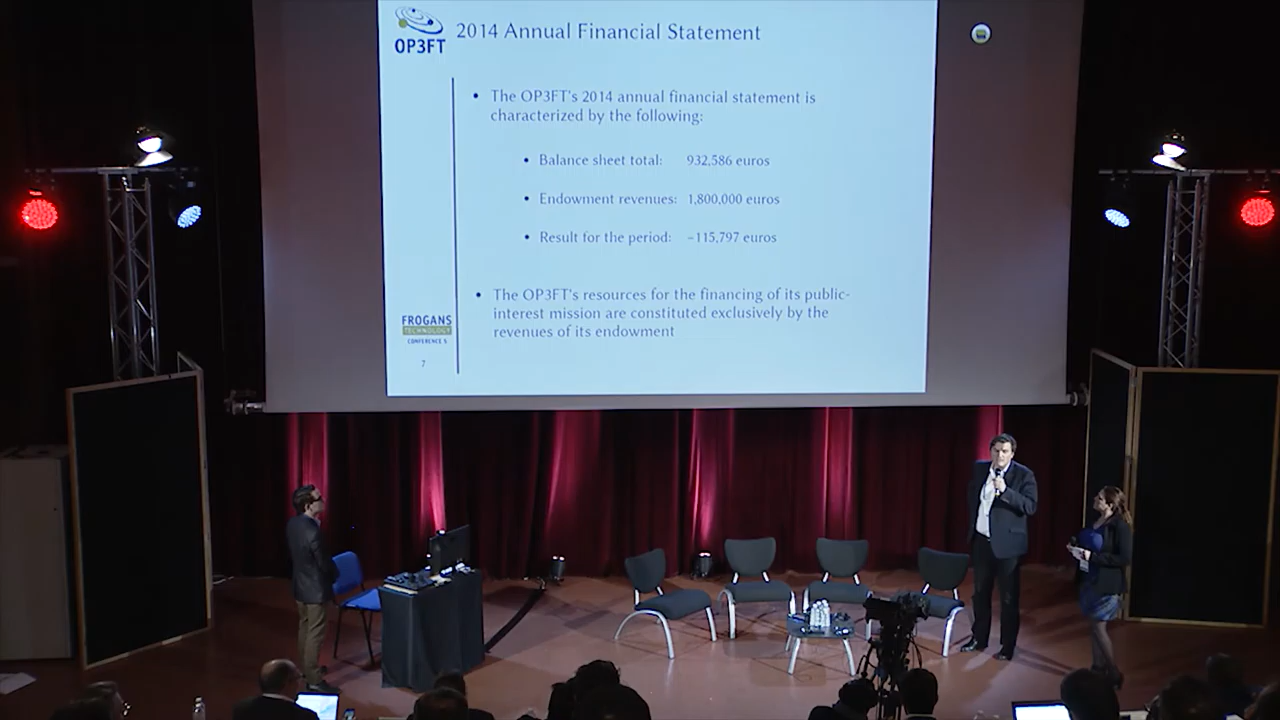 OP3FT
2014 Annual Financial Statement
• The OP3FT's 2014 annual financial statement is
characterized by the following:
• Balance sheet total: 932,586 euros
• Endowment revenues: 1,800,000 euros
• Result for the period: –115,797 euros
• The OP3FT's resources for the financing of its public-
interest mission are constituted exclusively by the
revenues of its endowment
FROGANS
TECHNOLOGY
CONFERENCE 5
7